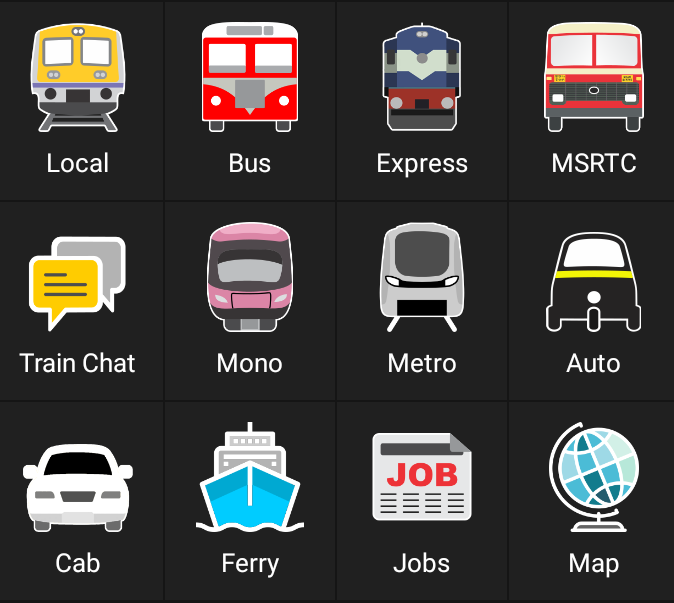 Local
Bus
Express
MSRTC
Train Chat
Mono
Metro
Auto
Cab
Ferry
JOB
Jobs
Map